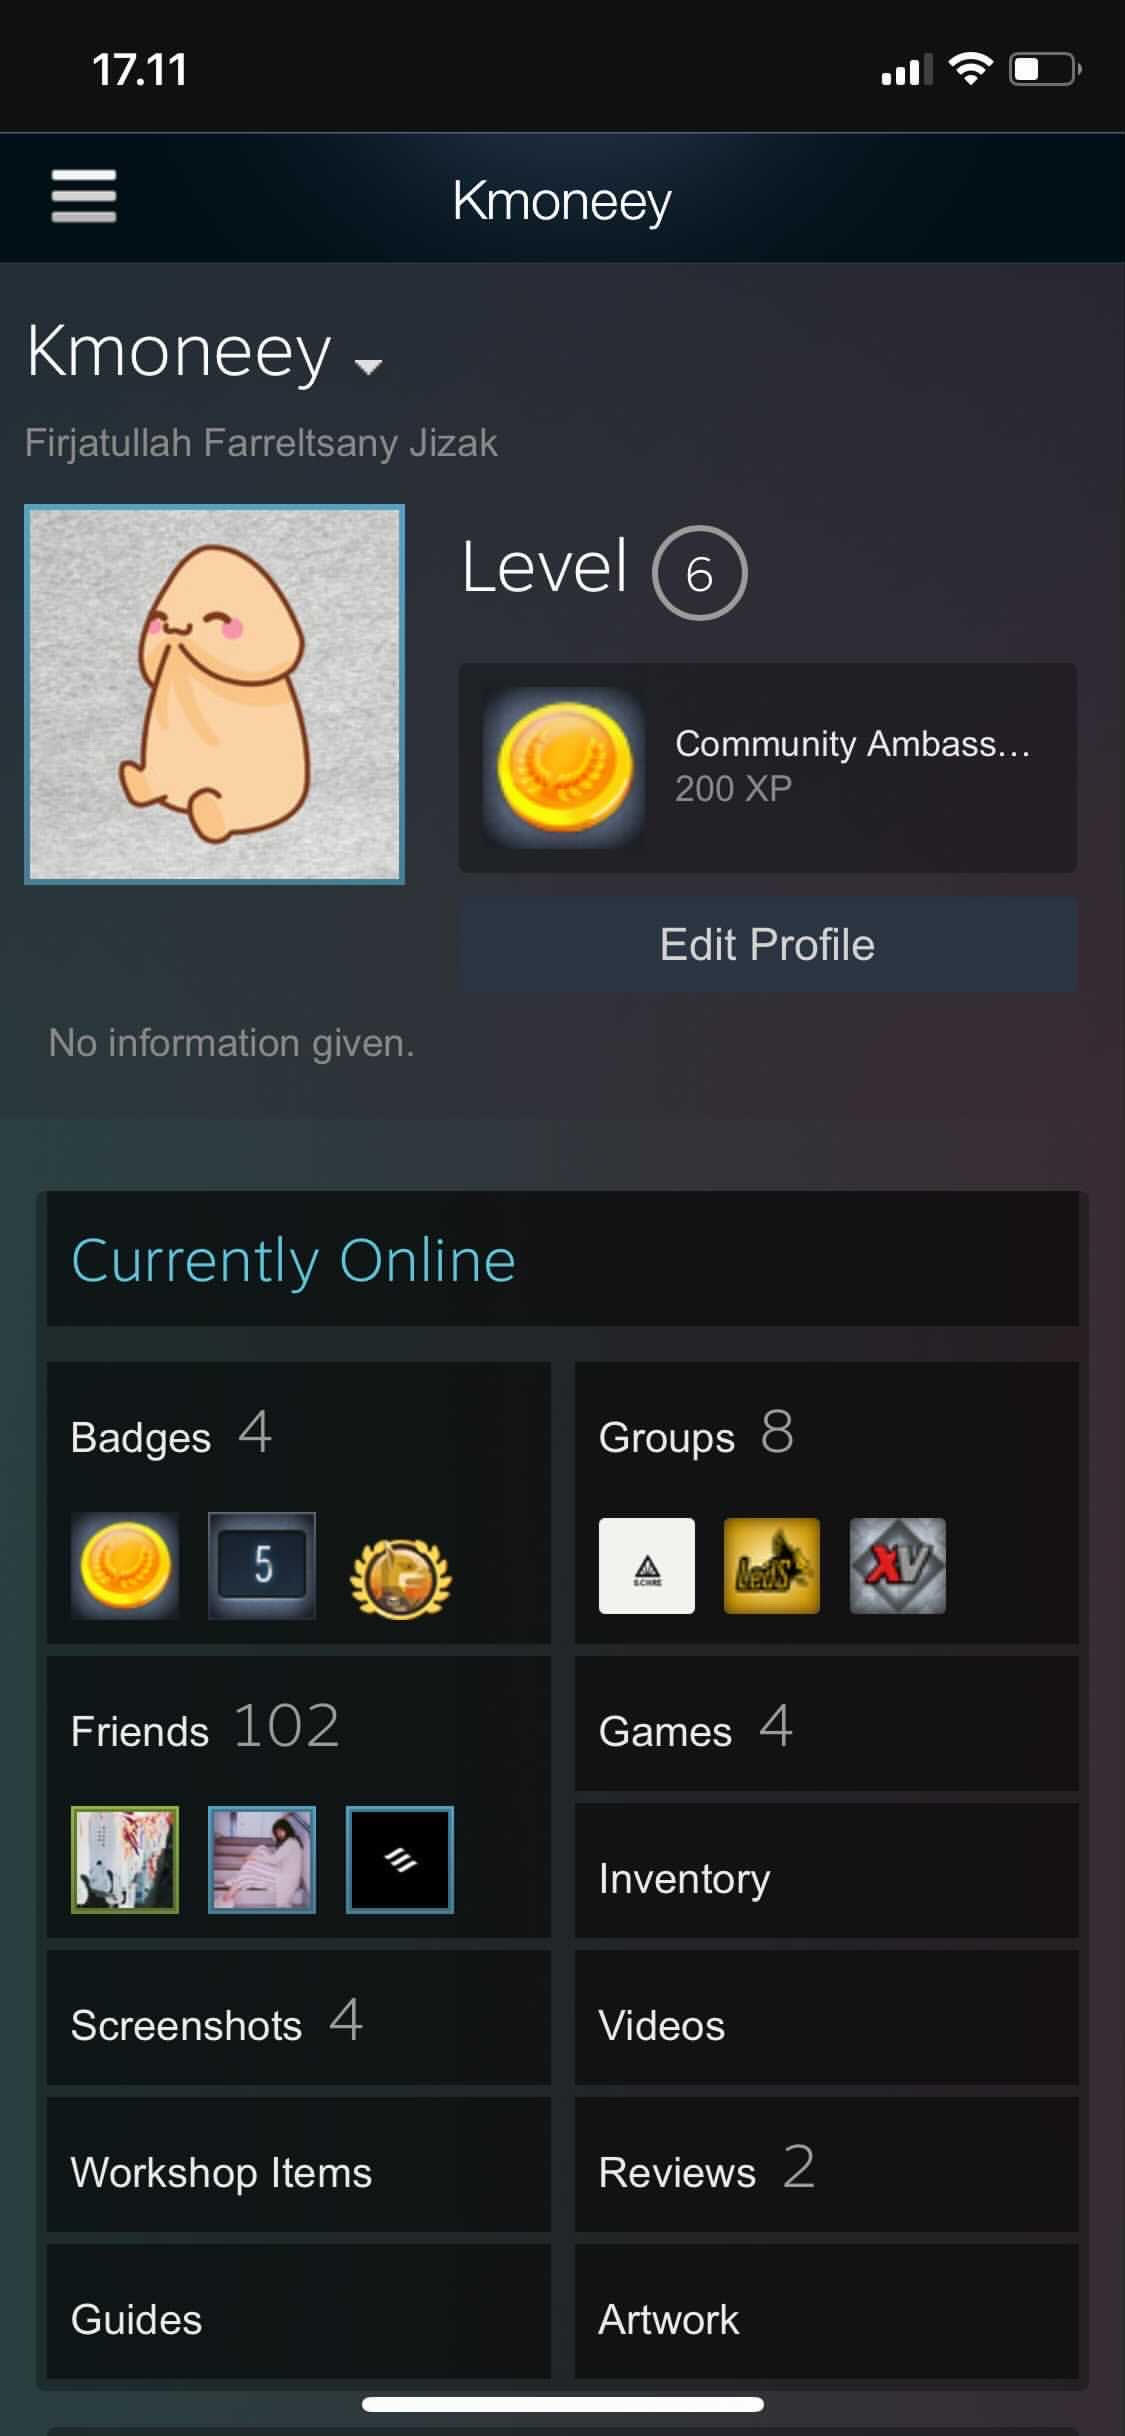 17.11
Kmoneey
Kmoneey
Firjatullah Farreltsany Jizak
Level 6
Community Ambass...
200 XP
Edit Profile
No information given.
Currently Online
Badges 4
Groups 8
5
XV
Friends 102
Games 4
Inventory
Screenshots 4
Videos
Workshop Items
Reviews 2
Guides
Artwork